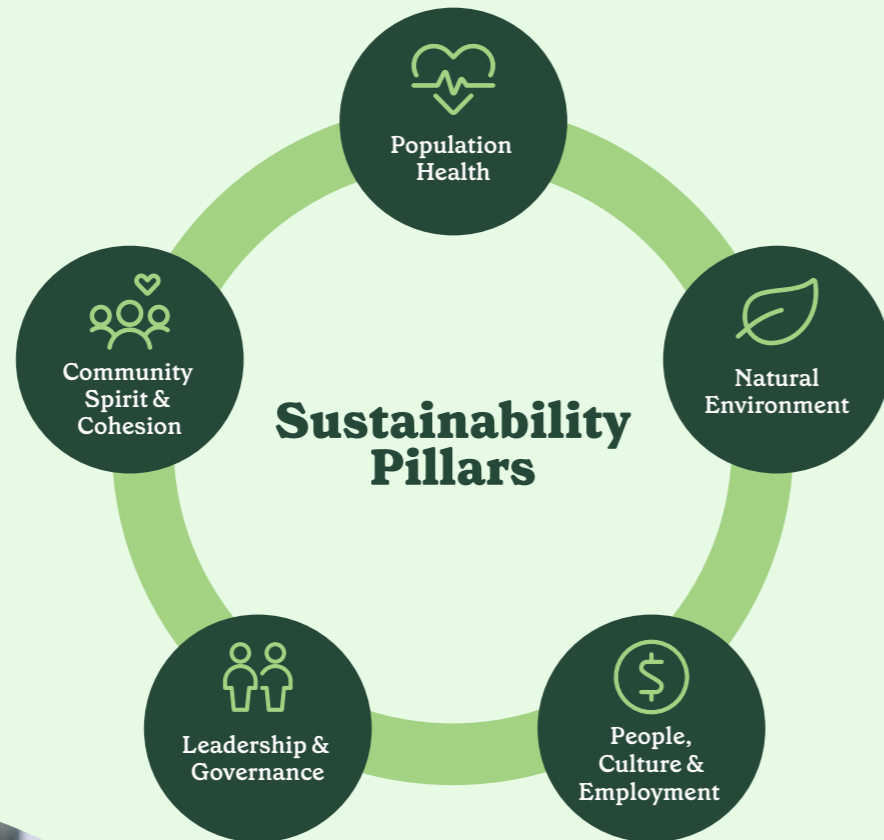 Population
Health
Community
Spirit &
Cohesion
Natural
Environment
Sustainability
Pillars
Leadership &
Governance
People,
Culture &
Employment